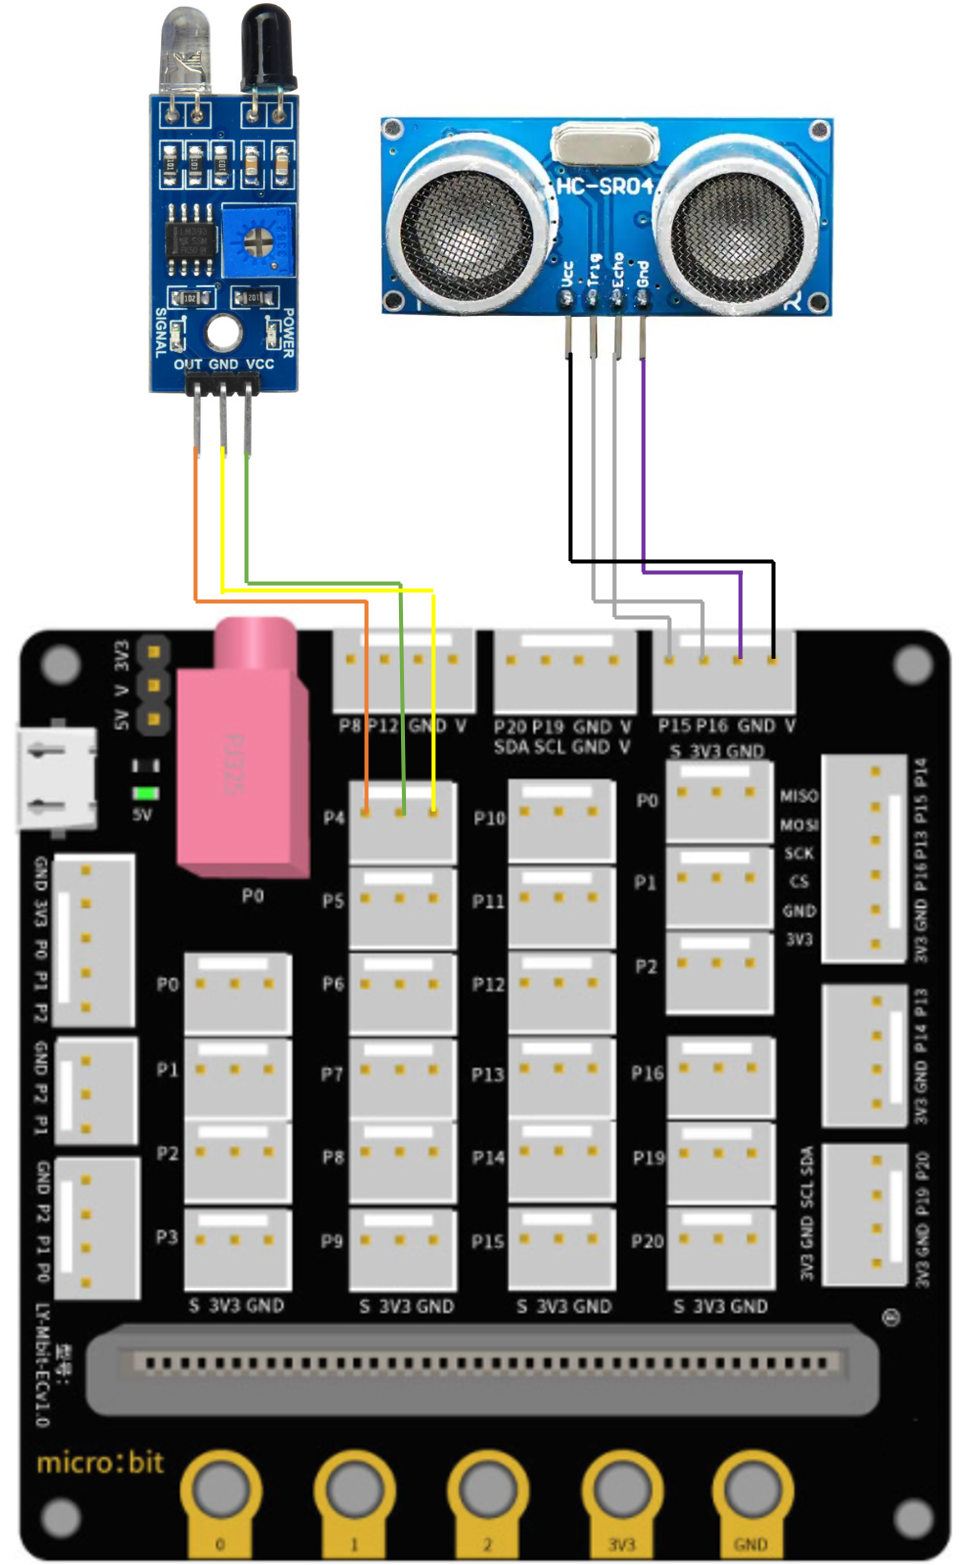 HC-SR04
Vcc Trig Echo Gnd
SIGNAL
POWER
OUT GND VCC
102
201
LM393
PJ325
3V3
V
5V
5V
P0
P8 P12 GND V
P20 P19 GND V
SDA SCL GND V
P15 P16 GND V
S 3V3 GND
P4
P5
P6
P7
P8
P9
P10
P11
P12
P13
P14
P15
P0
P1
P2
P16
P19
P20
P0
P1
P2
P3
MISO
MOSI
SCK
CS
GND
3V3
3V3 GND P16 P13 P15 P14
3V3 GND P14 P13
3V3 GND SCL SDA
3V3 GND P19 P20
GND 3V3 P0 P1 P2
GND P2 P1
GND P2 P1 P0
S 3V3 GND
S 3V3 GND
S 3V3 GND
S 3V3 GND
型号:
LY-Mbit-ECv1.0
®
micro:bit
0
1
2
3V3
GND